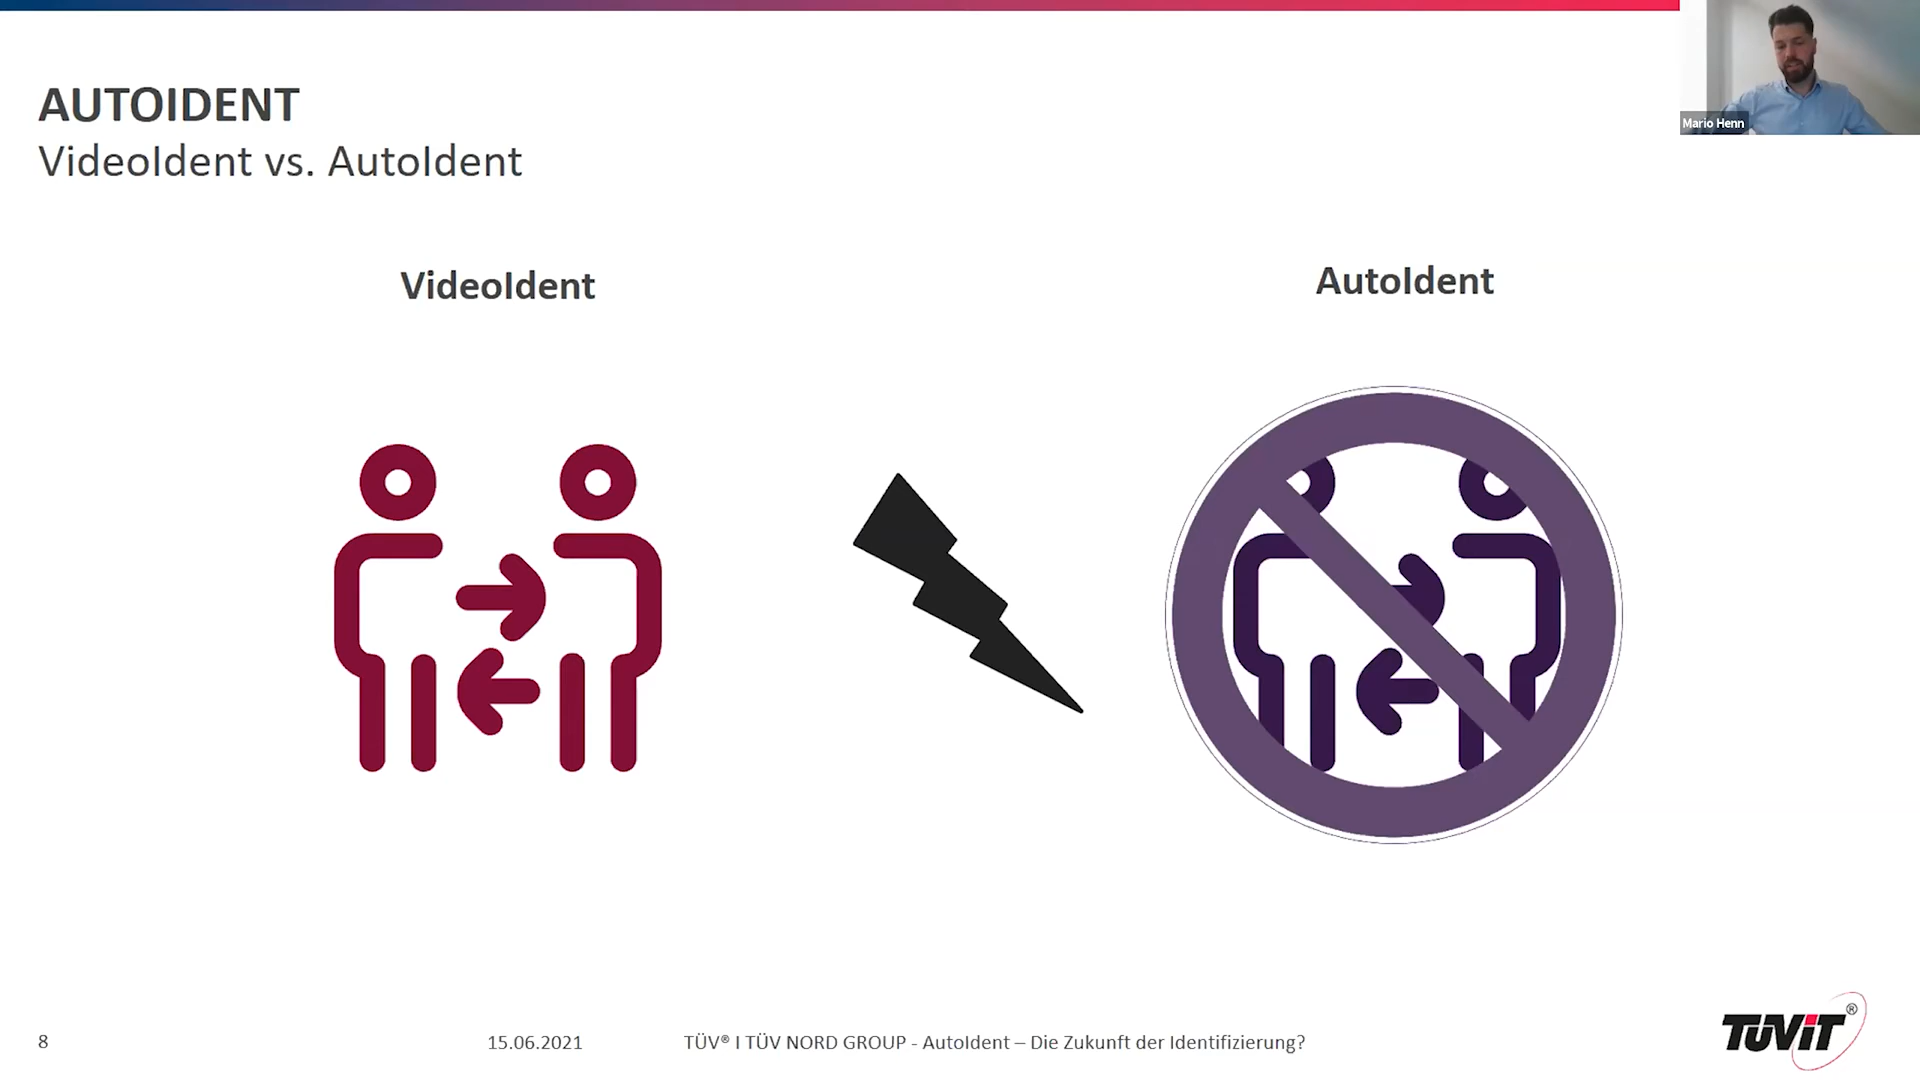 Mario Henn
AUTOIDENT
VideoIdent vs. AutoIdent
VideoIdent
AutoIdent
8
15.06.2021
TÜV® I TÜV NORD GROUP - AutoIdent – Die Zukunft der Identifizierung?
TÜViT®